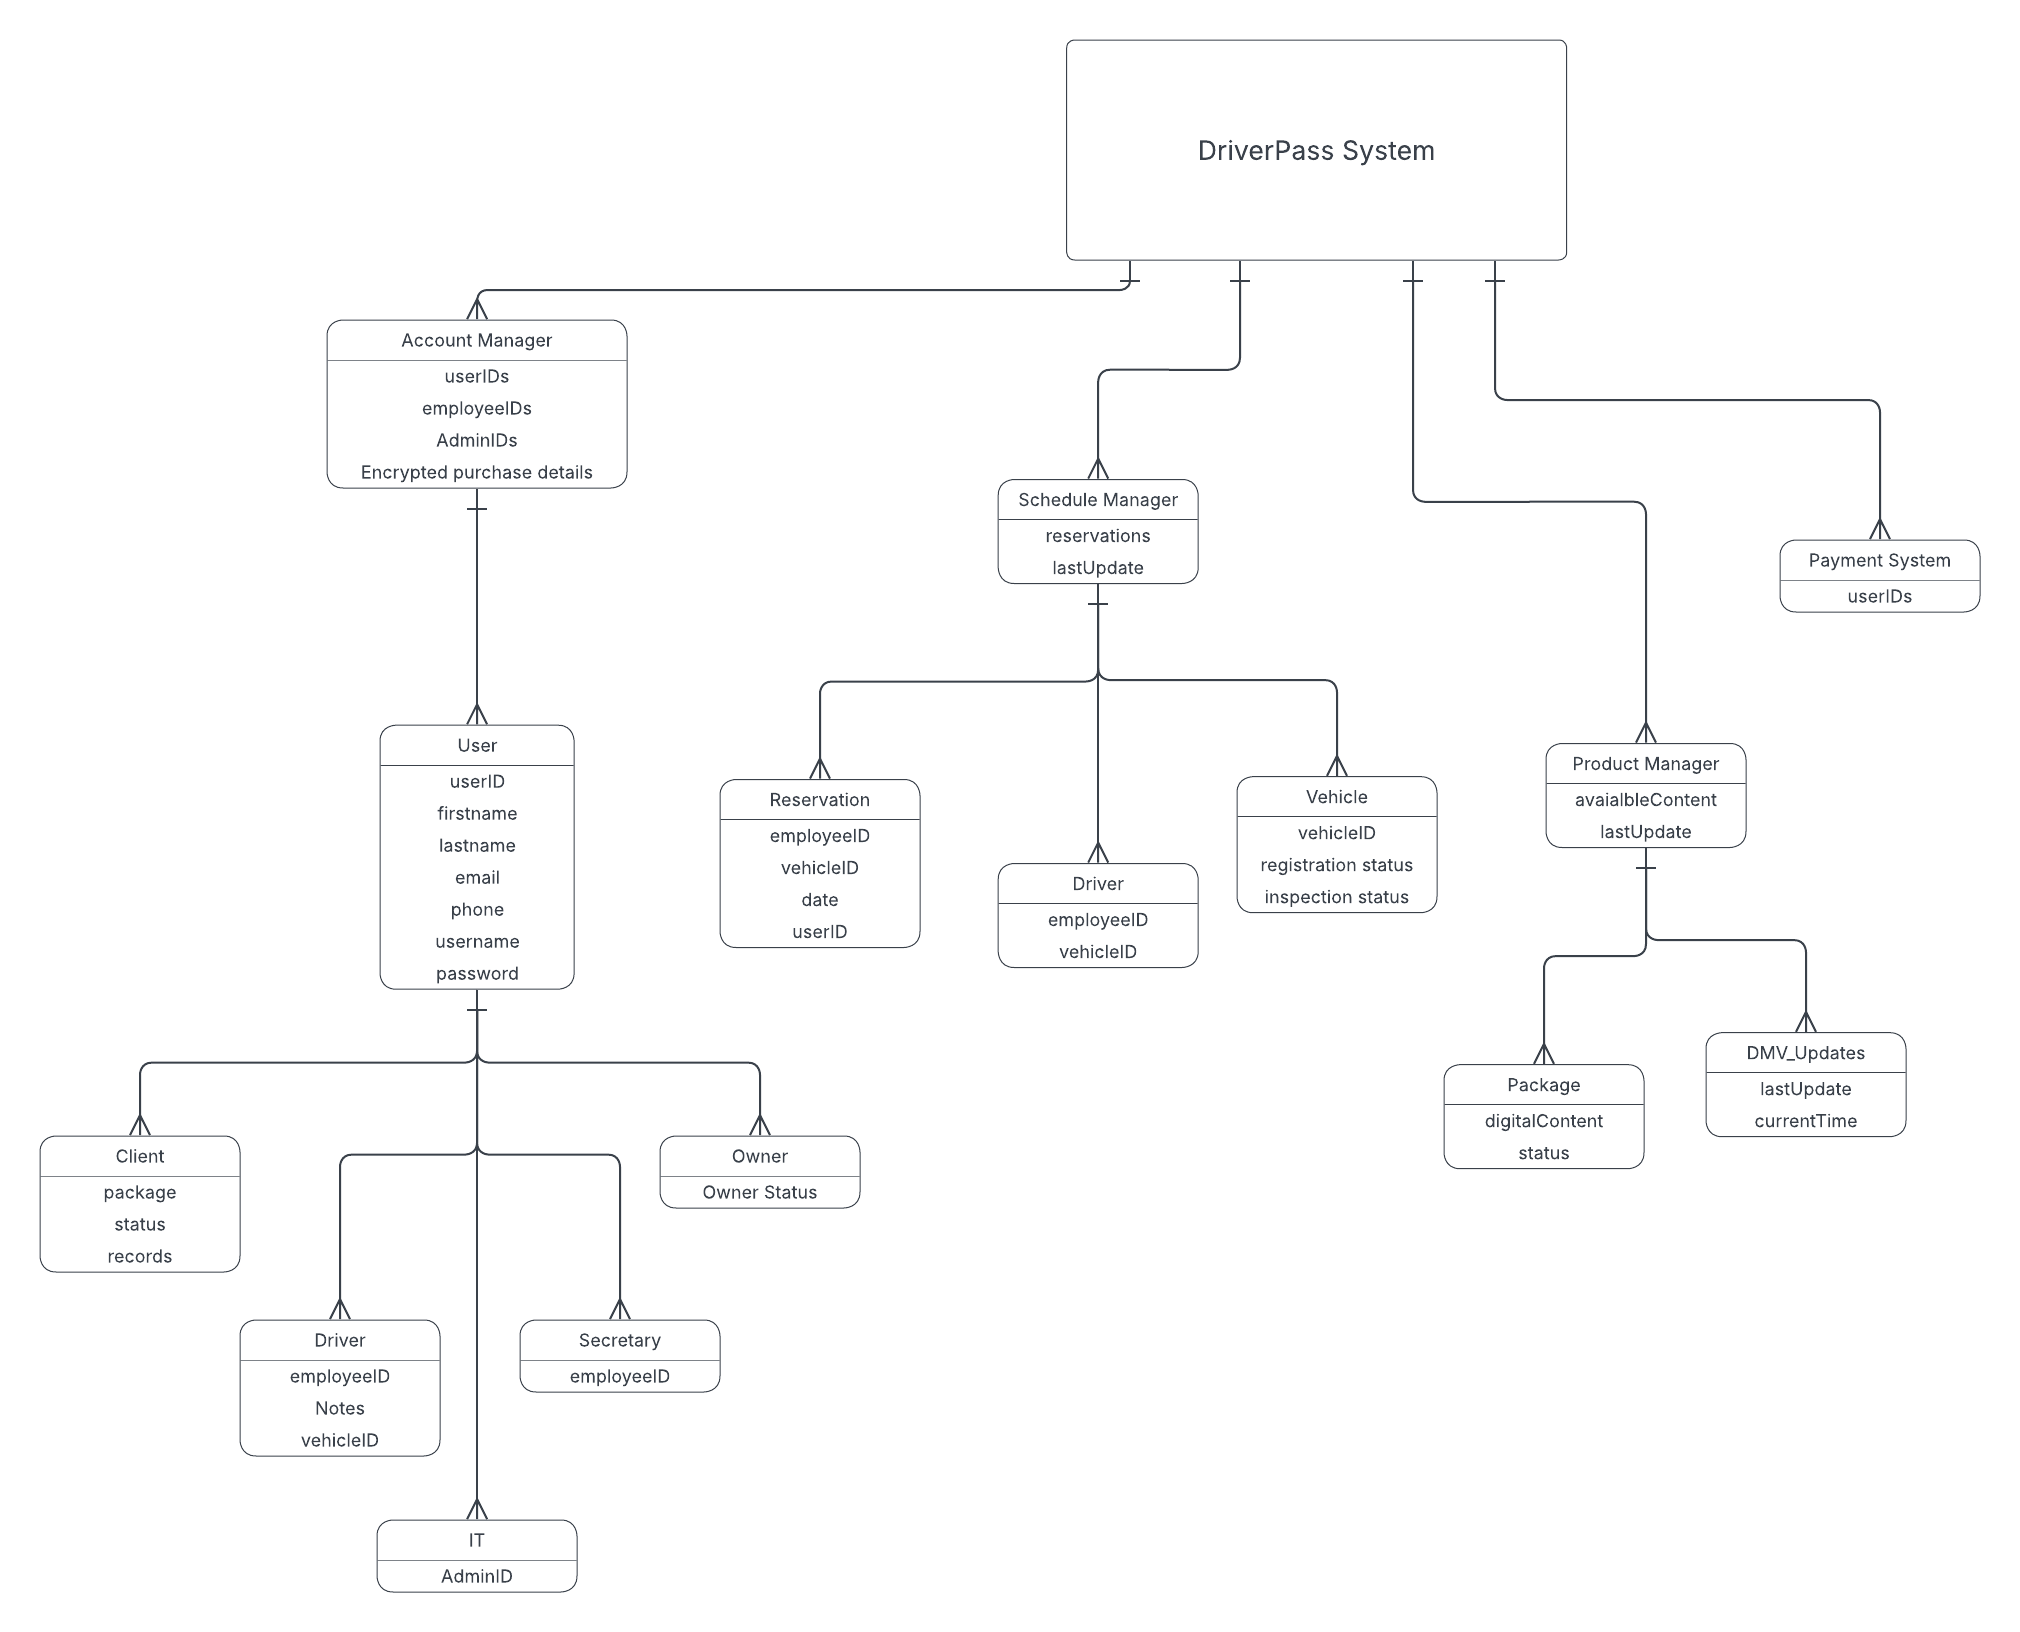 DriverPass System
Account Manager
userIDs
employeeIDs
AdminIDs
Encrypted purchase details
Schedule Manager
reservations
lastUpdate
Payment System
userIDs
User
userID
firstname
lastname
email
phone
username
password
Reservation
employeeID
vehicleID
date
userID
Driver
employeeID
vehicleID
Vehicle
vehicleID
registration status
inspection status
Product Manager
avaialbleContent
lastUpdate
Package
digitalContent
status
DMV_Updates
lastUpdate
currentTime
Client
package
status
records
Owner
Owner Status
Driver
employeeID
Notes
vehicleID
Secretary
employeeID
IT
AdminID